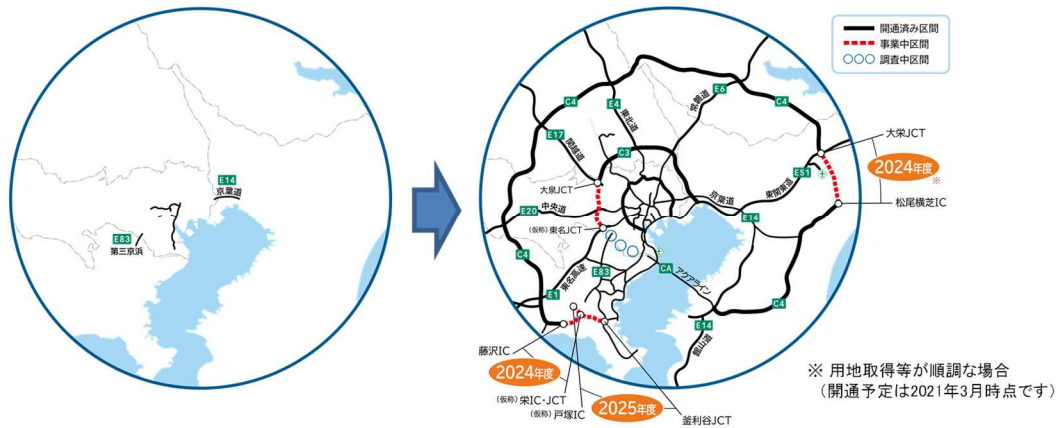 E14
京葉道
E83
第三京浜
開通済み区間
事業中区間
調査中区間
C4
E4
東北道
常磐道
E6
C4
E17
関越道
C3
大栄JCT
大泉JCT
京葉道
東関東道
E51
2024年度
※
E20
中央道
(仮称)東名JCT
E14
松尾横芝IC
C4
東名高速
E83
CA
アクアライン
E1
C4
E14
館山道
藤沢IC
2024年度
(仮称)栄IC・JCT
(仮称)戸塚IC
2025年度
釜利谷JCT
※ 用地取得等が順調な場合
(開通予定は2021年3月時点です)